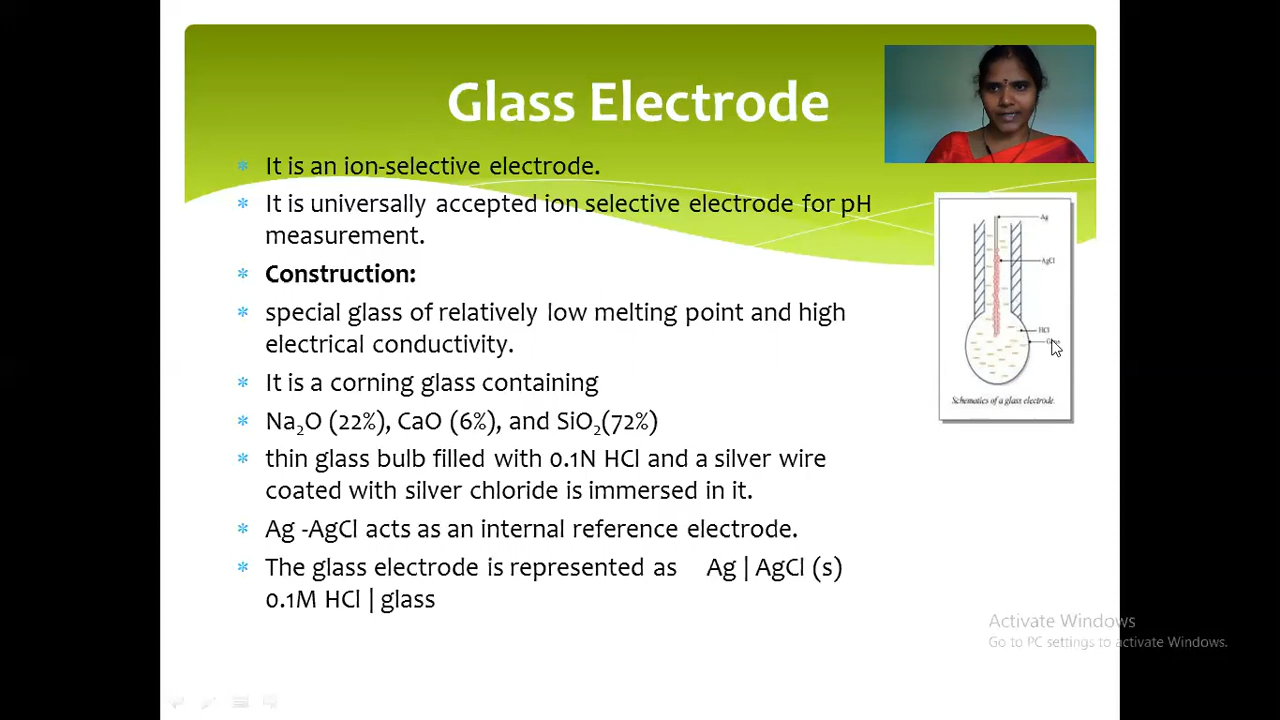 Glass Electrode
It is an ion-selective electrode.
It is universally accepted ion selective electrode for pH
measurement.
Construction:
special glass of relatively low melting point and high
electrical conductivity.
It is a corning glass containing
Na₂O (22%), CaO (6%), and SiO₂(72%)
thin glass bulb filled with 0.1N HCl and a silver wire
coated with silver chloride is immersed in it.
Ag -AgCl acts as an internal reference electrode.
The glass electrode is represented as Ag | AgCl (s)
0.1M HCl | glass
Ag
AgCl
HCl
Schematics of a glass electrode.
Activate Windows
Go to PC settings to activate Windows.